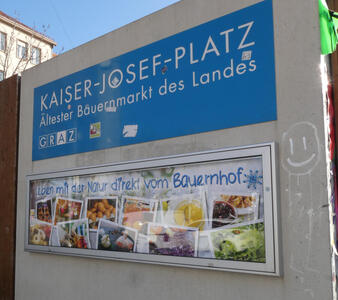 KAISER-JOSEF-PLATZ
Ältester Bauernmarkt des Landes
GRAZ
Leben mit der Natur direkt vom Bauernhof: